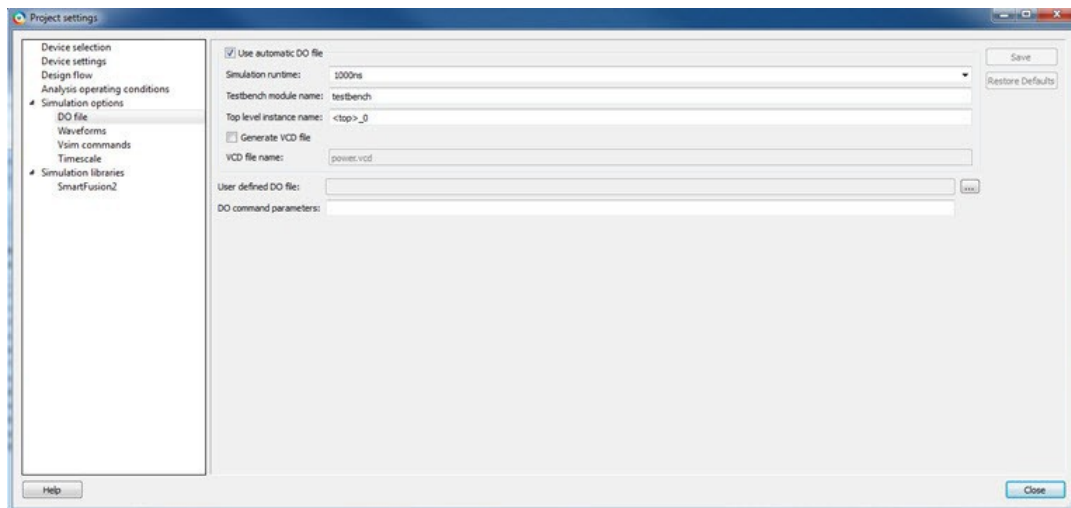 Project settings
Device selection
Device settings
Design flow
Analysis operating conditions
Simulation options
DO file
Waveforms
Vsim commands
Timescale
Simulation libraries
SmartFusion2
Use automatic DO file
Simulation runtime: 1000ns
Testbench module name: testbench
Top level instance name: <top>_0
Generate VCD file
VCD file name: power.vcd
User defined DO file: ...
DO command parameters:
Save
Restore Defaults
Help
Close